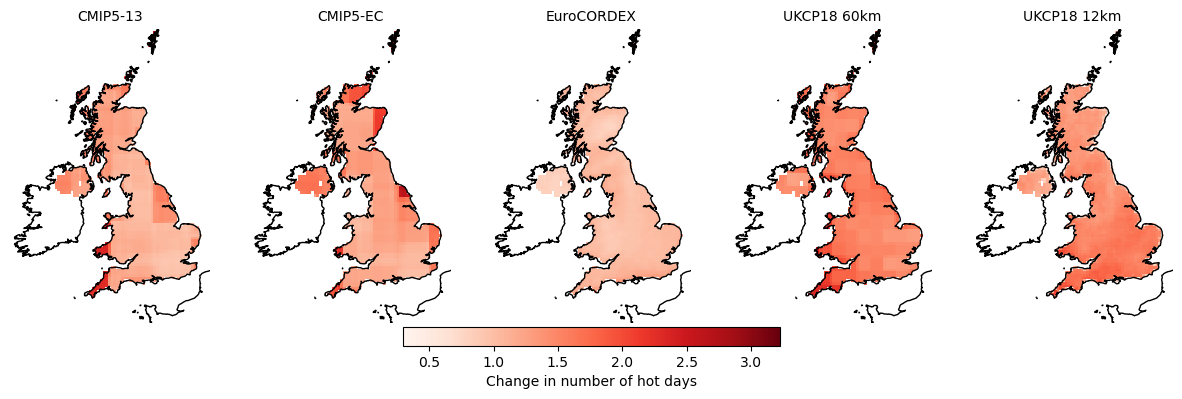 CMIP5-13 CMIP5-EC EuroCORDEX UKCP18 60km UKCP18 12km
0.5 1.0 1.5 2.0 2.5 3.0
Change in number of hot days